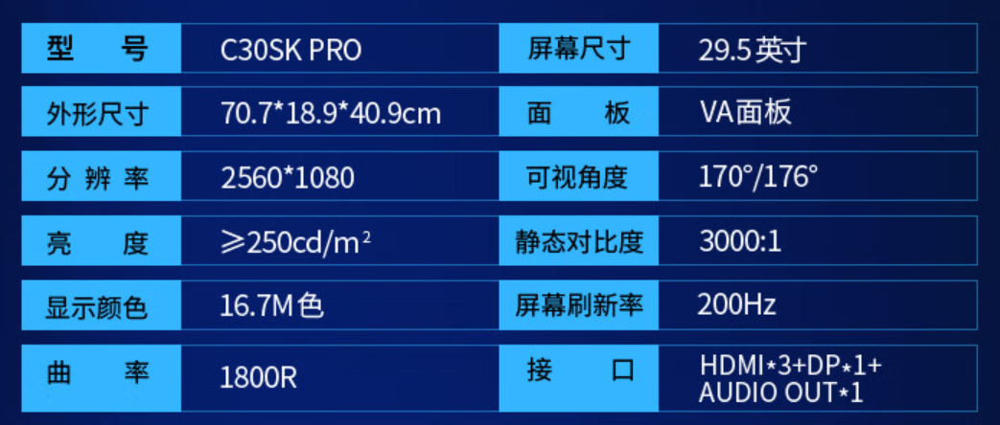 型 号 C30SK PRO 屏幕尺寸 29.5英寸
外形尺寸 70.7*18.9*40.9cm 面 板 VA面板
分 辨 率 2560*1080 可视角度 170°/176°
亮 度 ≥250cd/m² 静态对比度 3000:1
显示颜色 16.7M色 屏幕刷新率 200Hz
曲 率 1800R 接 口 HDMI*3+DP*1+
AUDIO OUT*1